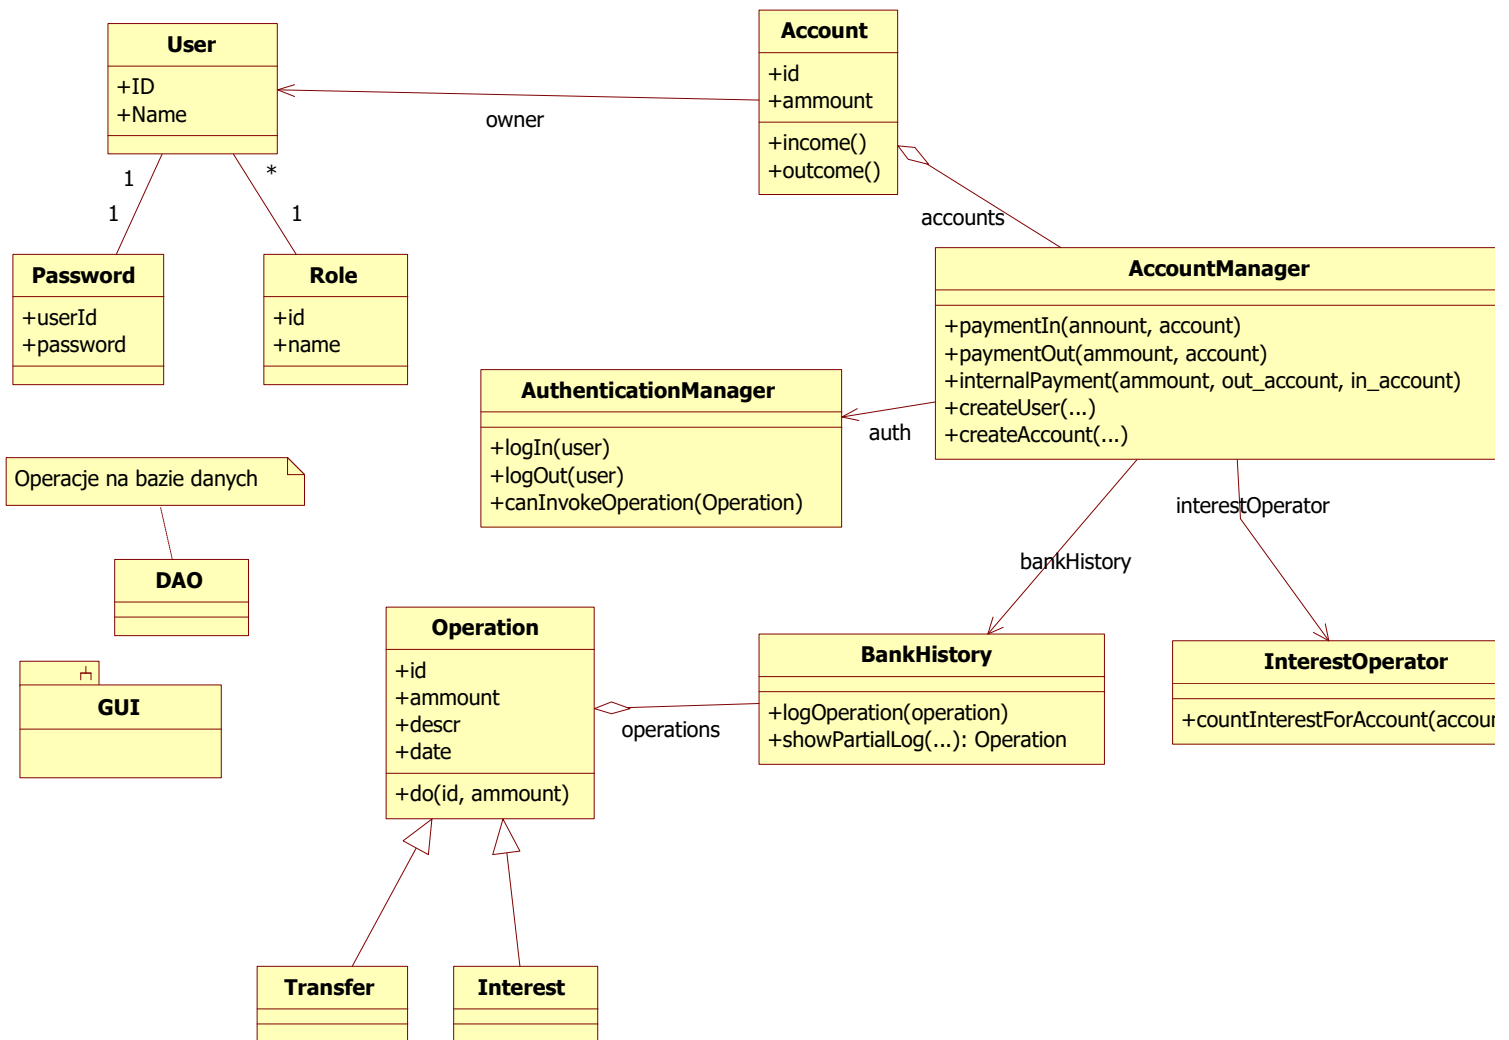 User
+ID
+Name
Account
+id
+ammount
+income()
+outcome()
owner
1
1
*
1
Password
+userId
+password
Role
+id
+name
accounts
AccountManager
+paymentIn(annount, account)
+paymentOut(ammount, account)
+internalPayment(ammount, out_account, in_account)
+createUser(...)
+createAccount(...)
AuthenticationManager
+logIn(user)
+logOut(user)
+canInvokeOperation(Operation)
auth
Operacje na bazie danych
DAO
GUI
interestOperator
bankHistory
Operation
+id
+ammount
+descr
+date
+do(id, ammount)
operations
BankHistory
+logOperation(operation)
+showPartialLog(...): Operation
InterestOperator
+countInterestForAccount(accoun
Transfer
Interest